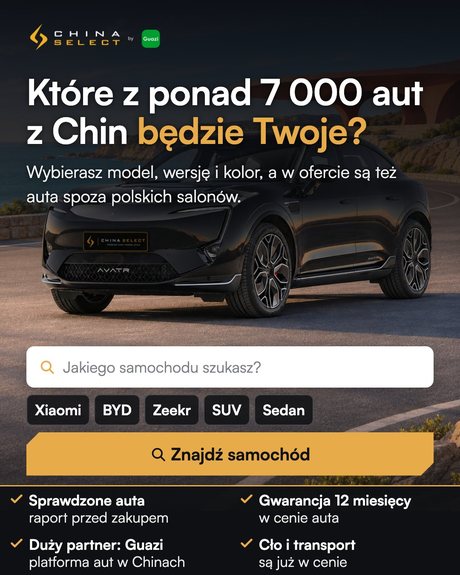 CHINA
SELECT
by
Guazi
Które z ponad 7 000 aut
z Chin będzie Twoje?
Wybierasz model, wersję i kolor, a w ofercie są też
auta spoza polskich salonów.
CHINA SELECT
AVATR
Jakiego samochodu szukasz?
Xiaomi
BYD
Zeekr
SUV
Sedan
Znajdź samochód
Sprawdzone auta
raport przed zakupem
Gwarancja 12 miesięcy
w cenie auta
Duży partner: Guazi
platforma aut w Chinach
Cło i transport
są już w cenie